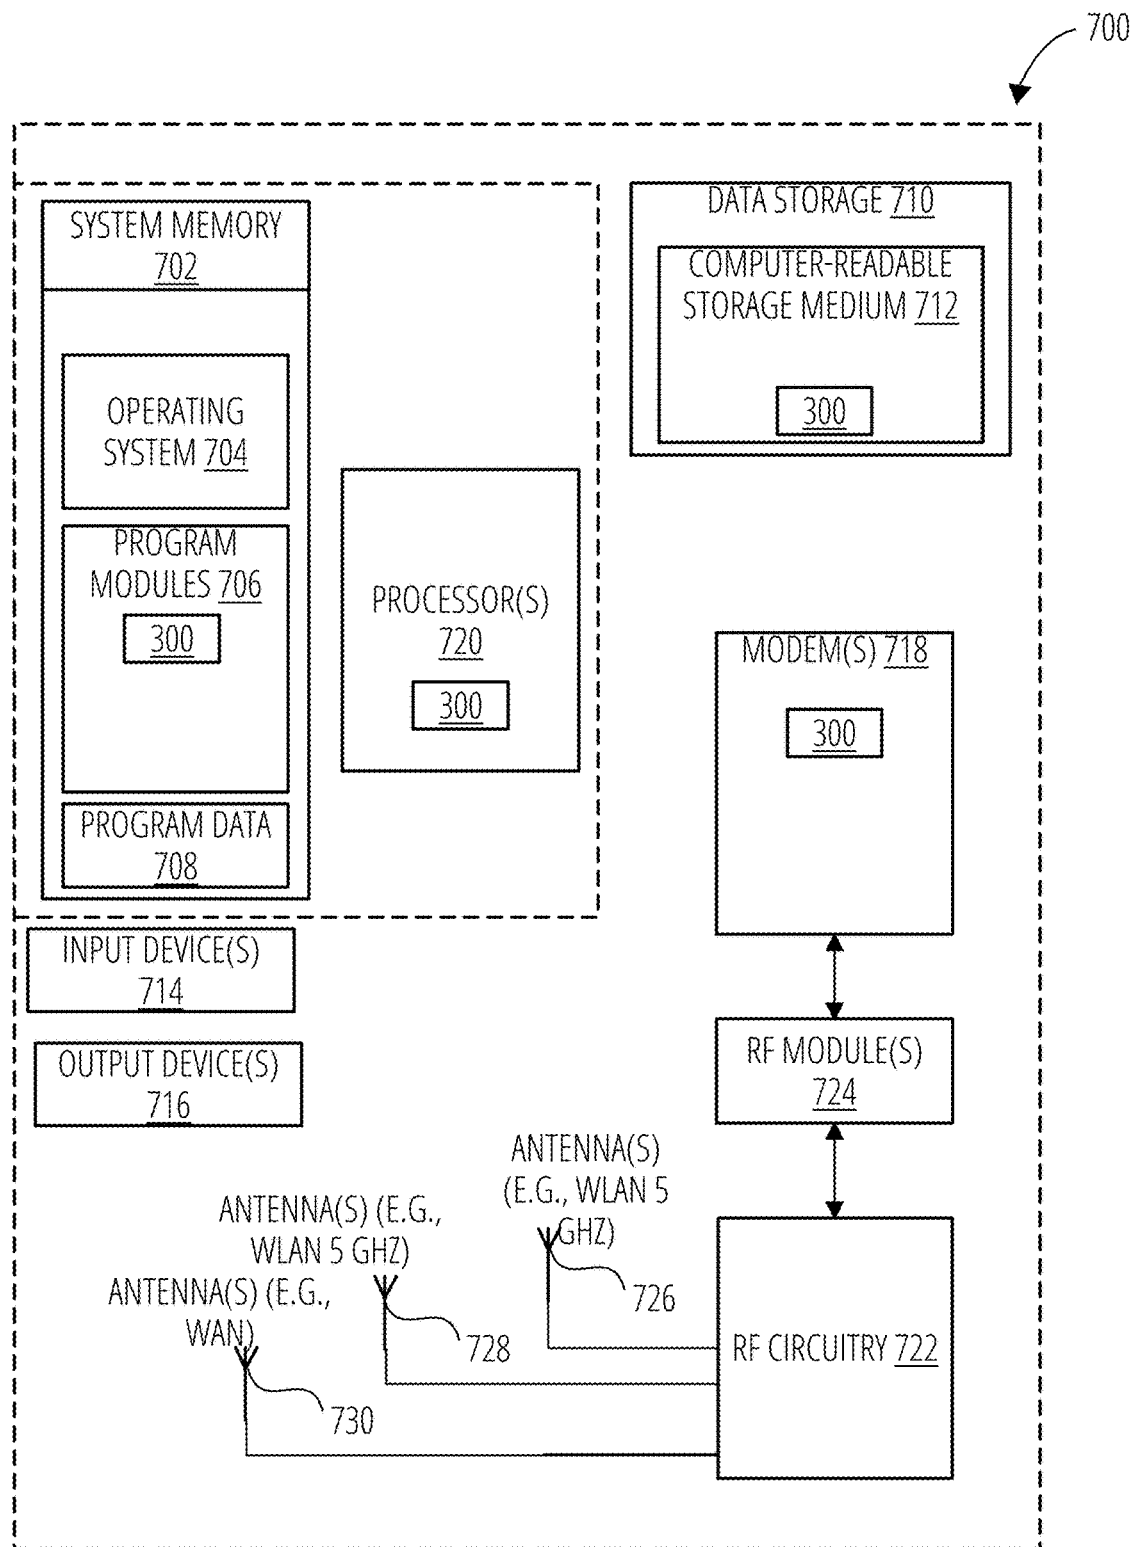 700
SYSTEM MEMORY
702
OPERATING
SYSTEM 704
PROGRAM
MODULES 706
300
PROGRAM DATA
708
PROCESSOR(S)
720
300
DATA STORAGE 710
COMPUTER-READABLE
STORAGE MEDIUM 712
300
MODEM(S) 718
300
INPUT DEVICE(S)
714
OUTPUT DEVICE(S)
716
RF MODULE(S)
724
ANTENNA(S)
(E.G., WLAN 5
GHZ)
726
ANTENNA(S) (E.G.,
WLAN 5 GHZ)
728
ANTENNA(S) (E.G.,
WAN)
730
RF CIRCUITRY 722